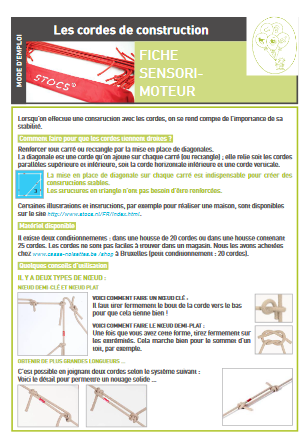 MODE D'EMPLOI
Les cordes de construction
STOCS
FICHE
SENSORI-
MOTEUR
Lorsqu'on effectue une construction avec les cordes, on se rend compte de l'importance de sa
stabilité.
Comment faire pour que les cordes tiennent droites ?
Renforcer tout carré ou rectangle par la mise en place de diagonales.
La diagonale est une corde qu'on ajoute sur chaque carré (ou rectangle) ; elle relie soit les cordes
parallèles supérieure et inférieure, soit la corde horizontale inférieure et une corde verticale.
La mise en place de diagonale sur chaque carré est indispensable pour créer des
constructions stables.
Les structures en triangle n'ont pas besoin d'être renforcées.
Certaines illustrations et instructions, par exemple pour réaliser une maison, sont disponibles
sur le site http://www.stocs.nl/FR/index.html.
Matériel disponible
Il existe deux conditionnements : dans une housse de 20 cordes ou dans une housse contenant
25 cordes. Les cordes ne sont pas faciles à trouver dans un magasin. Nous les avons achetées
chez www.casse-noisettes.be/shop à Bruxelles (petit conditionnement : 20 cordes).
Quelques conseils d'utilisation
IL Y A DEUX TYPES DE NŒUD :
NŒUD DEMI-CLÉ ET NŒUD PLAT
VOICI COMMENT FAIRE UN NŒUD CLÉ .
Il faut bien fermement le bout de la corde vers le bas
pour que cela tienne bien !
VOICI COMMENT FAIRE LE NŒUD DEMI-PLAT :
Une fois que vous avez cette forme, tirez fermement sur
les extrémités. Cela marche bien pour le sommet d'un
toit, par exemple.
OBTENIR DE PLUS GRANDES LONGUEURS ...
C'est possible en joignant deux cordes selon le système suivant :
Voici le détail pour permettre un nouage solide ...